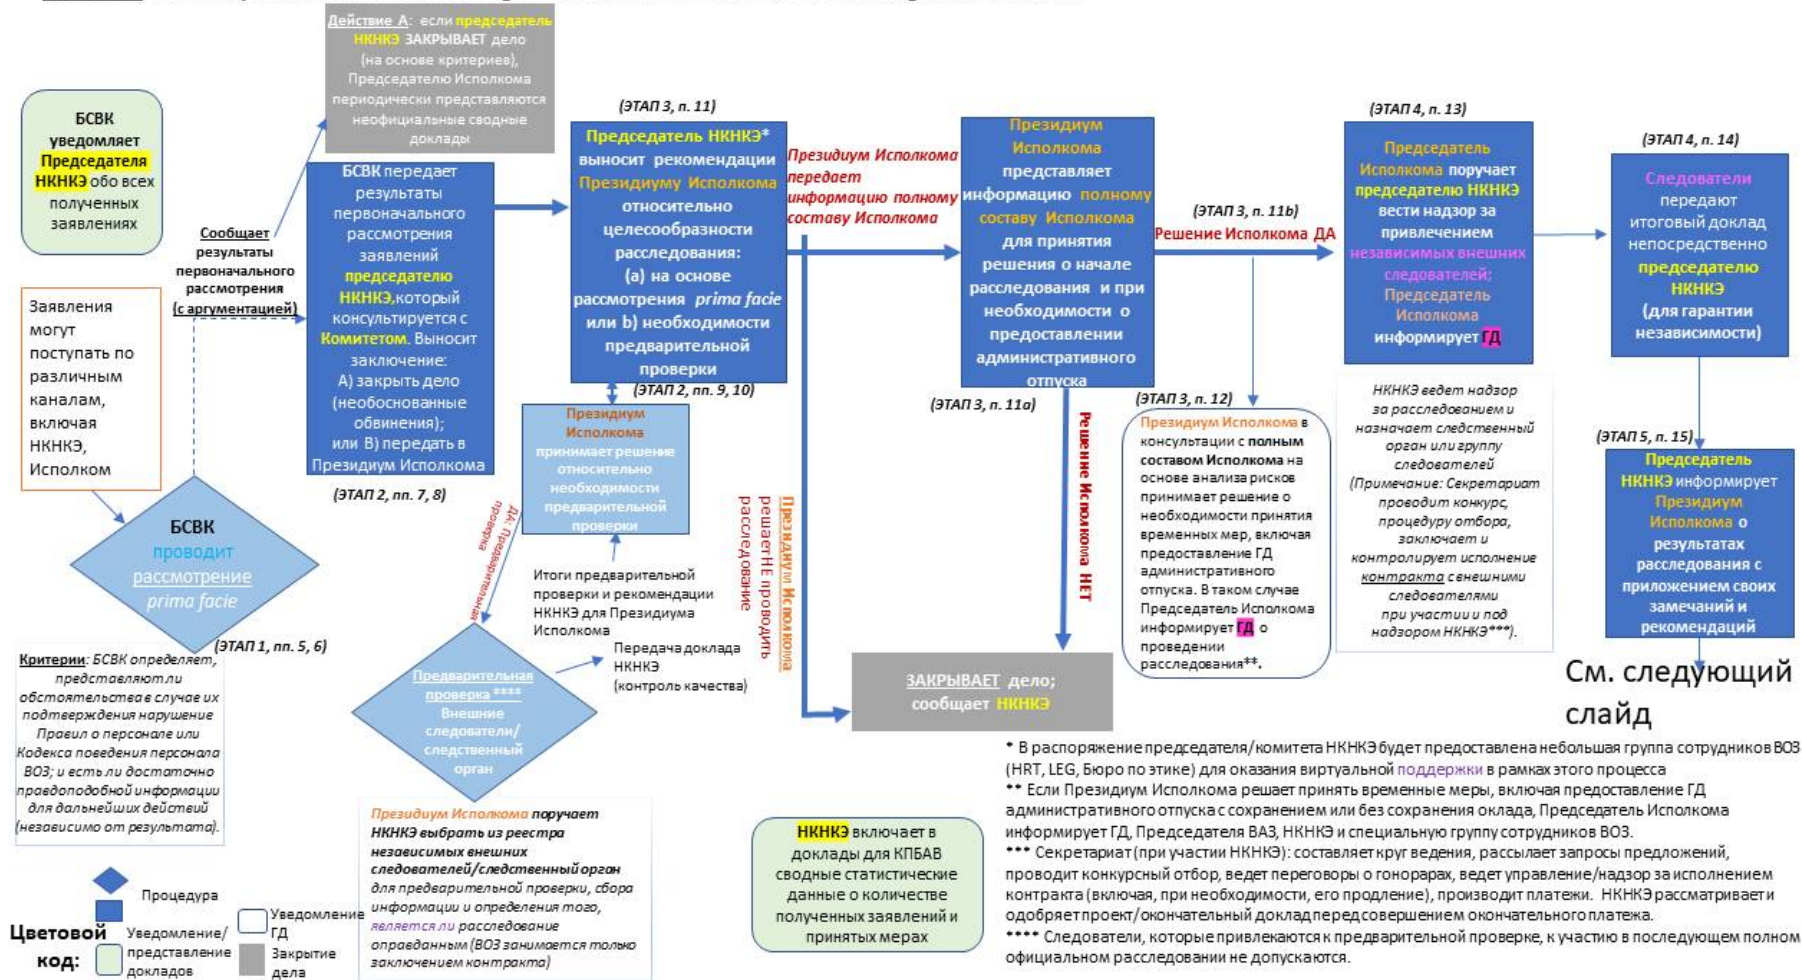 Действие A: если председатель
НКНКЭ ЗАКРЫВАЕТ дело
(на основе критериев),
Председателю Исполкома
периодически представляются
неофициальные сводные
доклады
БСВК
уведомляет
Председателя
НКНКЭ обо всех
полученных
заявлениях
Сообщает
результаты
первоначального
рассмотрения
(с аргументацией)
Заявления
могут
поступать по
различным
каналам,
включая
НКНКЭ,
Исполком
БСВК
проводит
рассмотрение
prima facie
(ЭТАП 1, пп. 5, 6)
Критерии: БСВК определяет,
представляют ли
обстоятельства в случае их
подтверждения нарушение
Правил о персонале или
Кодекса поведения персонала
ВОЗ; и есть ли достаточно
правдоподобной информации
для дальнейших действий
(независимо от результата).
БСВК передает
результаты
первоначального
рассмотрения
заявлений
председателю
НКНКЭ,который
консультируется с
Комитетом. Выносит
заключение:
A) закрыть дело
(необоснованные
обвинения);
или B) передать в
Президиум Исполкома
(ЭТАП 2, пп. 7, 8)
(ЭТАП 3, п. 11)
Председатель НКНКЭ*
выносит рекомендации
Президиуму Исполкома
относительно
целесообразности
расследования:
(a) на основе
рассмотрения prima facie
или b) необходимости
предварительной
проверки
(ЭТАП 2, пп. 9, 10)
Президиум
Исполкома
принимает решение
относительно
необходимости
предварительной
проверки
ДА: Предварительная
проверка
Итоги предварительной
проверки и рекомендации
НКНКЭ для Президиума
Исполкома
Передача доклада
НКНКЭ
(контроль качества)
Предварительная
проверка ****
Внешние
следователи/
следственный
орган
Президиум Исполкома поручает
НКНКЭ выбрать из реестра
независимых внешних
следователей/следственный орган
для предварительной проверки, сбора
информации и определения того,
является ли расследование
оправданным (ВОЗ занимается только
заключением контракта)
Президиум Исполкома
передает
информацию полному
составу Исполкома
Президиум Исполкома
решает НЕ проводить
расследование
Президиум
Исполкома
представляет
информацию полному
составу Исполкома
для принятия
решения о начале
расследования и при
необходимости о
предоставлении
административного
отпуска
(ЭТАП 3, п. 11a)
Решение Исполкома НЕТ
ЗАКРЫВАЕТ дело;
сообщает НКНКЭ
(ЭТАП 3, п. 11b)
Решение Исполкома ДА
(ЭТАП 3, п. 12)
Президиум Исполкома в
консультации с полным
составом Исполкома на
основе анализа рисков
принимает решение о
необходимости принятия
временных мер, включая
предоставление ГД
административного
отпуска. В таком случае
Председатель Исполкома
информирует ГД о
проведении
расследования**.
(ЭТАП 4, п. 13)
Председатель
Исполкома поручает
председателю НКНКЭ
вести надзор за
привлечением
независимых внешних
следователей;
Председатель
Исполкома
информирует ГД
НКНКЭ ведет надзор
за расследованием и
назначает следственный
орган или группу
следователей
(Примечание: Секретариат
проводит конкурс,
процедуру отбора,
заключает и
контролирует исполнение
контракта с внешними
следователями
при участии и под
надзором НКНКЭ***).
(ЭТАП 4, п. 14)
Следователи
передают
итоговый доклад
непосредственно
председателю
НКНКЭ
(для гарантии
независимости)
(ЭТАП 5, п. 15)
Председатель
НКНКЭ информирует
Президиум
Исполкома о
результатах
расследования с
приложением своих
замечаний и
рекомендаций
См. следующий
слайд
НКНКЭ включает в
доклады для КПБАВ
сводные статистические
данные о количестве
полученных заявлений и
принятых мерах
* В распоряжение председателя/комитета НКНКЭ будет предоставлена небольшая группа сотрудников ВОЗ
(HRT, LEG, Бюро по этике) для оказания виртуальной поддержки в рамках этого процесса
** Если Президиум Исполкома решает принять временные меры, включая предоставление ГД
административного отпуска с сохранением или без сохранения оклада, Председатель Исполкома
информирует ГД, Председателя ВАЗ, НКНКЭ и специальную группу сотрудников ВОЗ.
*** Секретариат (при участии НКНКЭ): составляет круг ведения, рассылает запросы предложений,
проводит конкурсный отбор, ведет переговоры о гонорарах, ведет управление/надзор за исполнением
контракта (включая, при необходимости, его продление), производит платежи. НКНКЭ рассматривает и
одобряет проект/окончательный доклад перед совершением окончательного платежа.
**** Следователи, которые привлекаются к предварительной проверке, к участию в последующем полном
официальном расследовании не допускаются.
Цветовой
код:
Процедура
Уведомление/
представление
докладов
Уведомление
ГД
Закрытие
дела